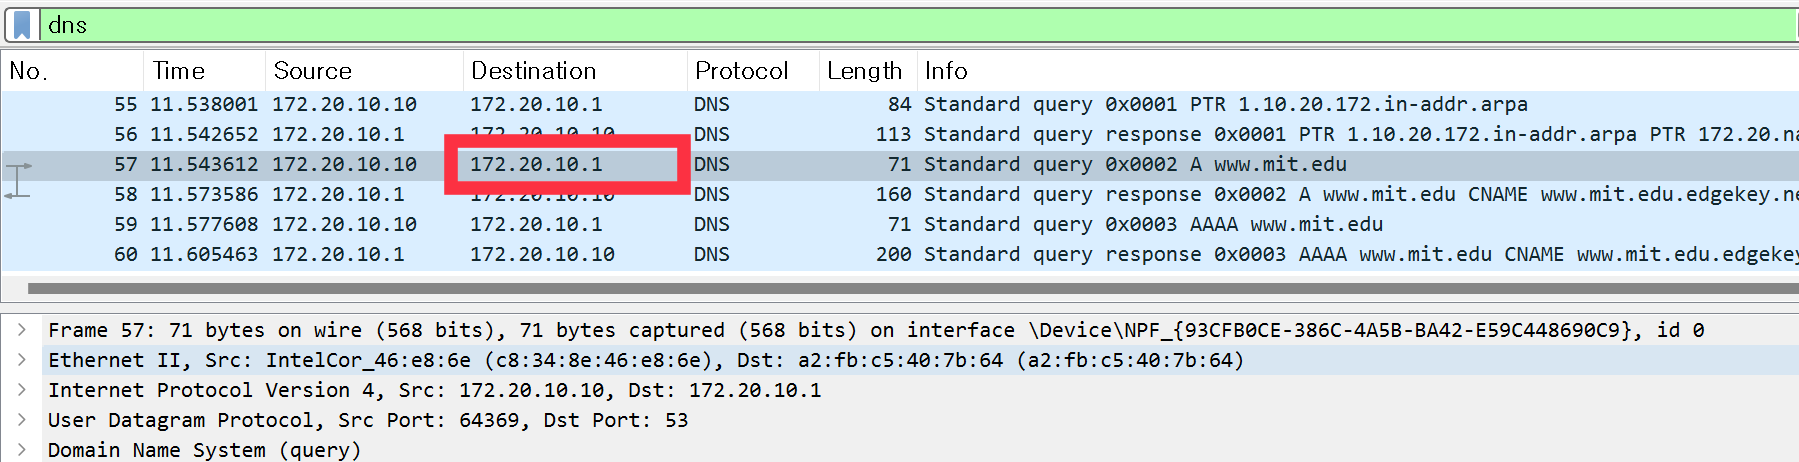 dns
No. Time Source Destination Protocol Length Info
55 11.538001 172.20.10.10 172.20.10.1 DNS 84 Standard query 0x0001 PTR 1.10.20.172.in-addr.arpa
56 11.542652 172.20.10.1 172.20.10.10 DNS 113 Standard query response 0x0001 PTR 1.10.20.172.in-addr.arpa PTR 172.20.na
57 11.543612 172.20.10.10 172.20.10.1 DNS 71 Standard query 0x0002 A www.mit.edu
58 11.573586 172.20.10.1 172.20.10.10 DNS 160 Standard query response 0x0002 A www.mit.edu CNAME www.mit.edu.edgekey.ne
59 11.577608 172.20.10.10 172.20.10.1 DNS 71 Standard query 0x0003 AAAA www.mit.edu
60 11.605463 172.20.10.1 172.20.10.10 DNS 200 Standard query response 0x0003 AAAA www.mit.edu CNAME www.mit.edu.edgekey
Frame 57: 71 bytes on wire (568 bits), 71 bytes captured (568 bits) on interface \Device\NPF_{93CFB0CE-386C-4A5B-BA42-E59C448690C9}, id 0
Ethernet II, Src: IntelCor_46:e8:6e (c8:34:8e:46:e8:6e), Dst: a2:fb:c5:40:7b:64 (a2:fb:c5:40:7b:64)
Internet Protocol Version 4, Src: 172.20.10.10, Dst: 172.20.10.1
User Datagram Protocol, Src Port: 64369, Dst Port: 53
Domain Name System (query)